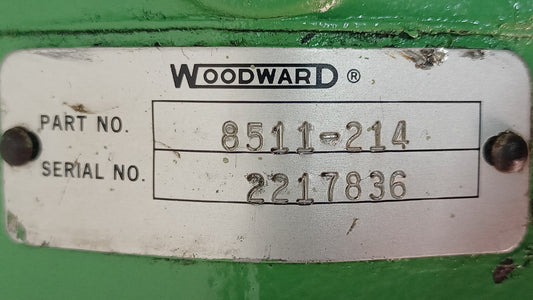 WOODWARD ®
PART NO. 8511-214
SERIAL NO. 2217836